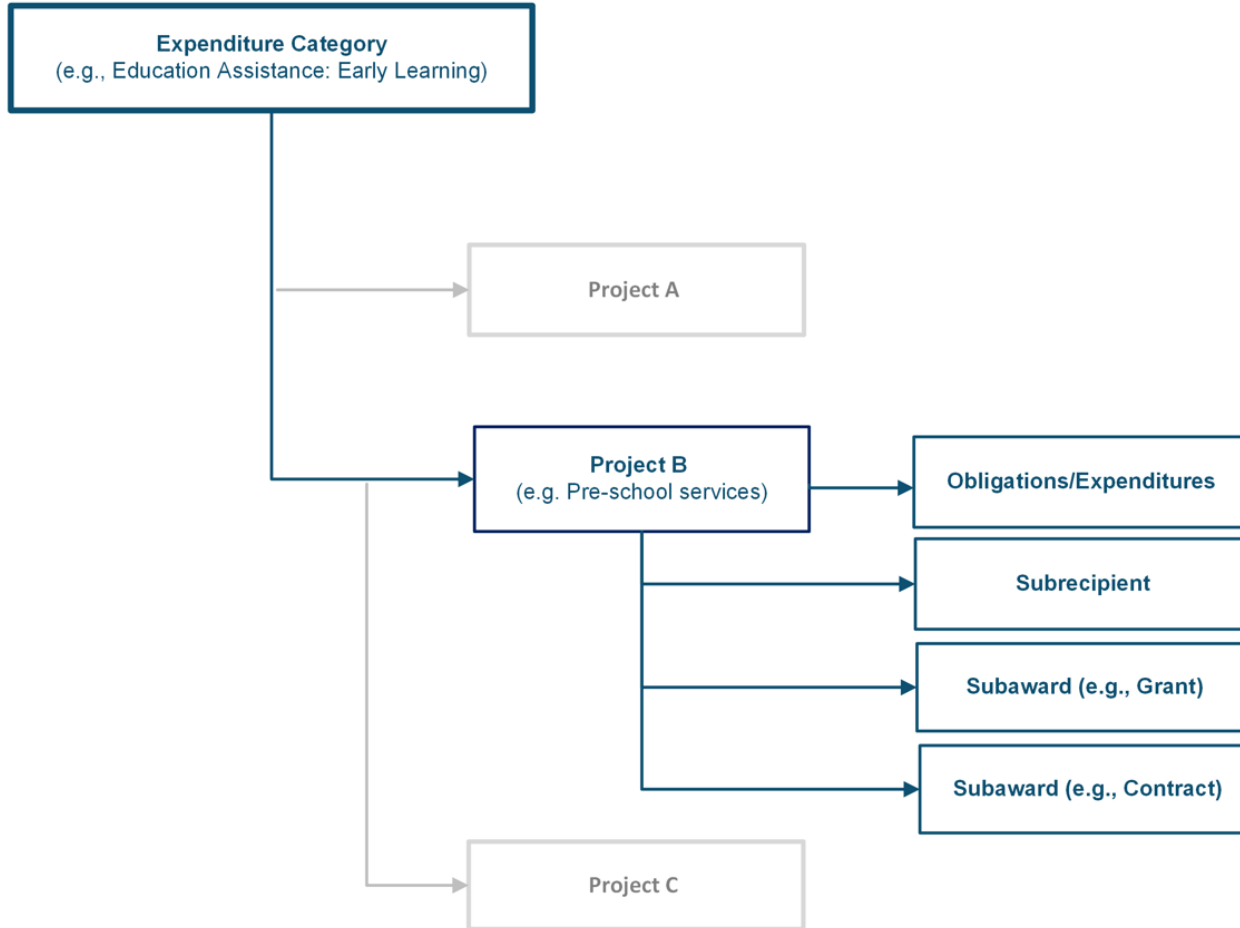 Expenditure Category
(e.g., Education Assistance: Early Learning)
Project A
Project B
(e.g. Pre-school services)
Obligations/Expenditures
Subrecipient
Subaward (e.g., Grant)
Subaward (e.g., Contract)
Project C